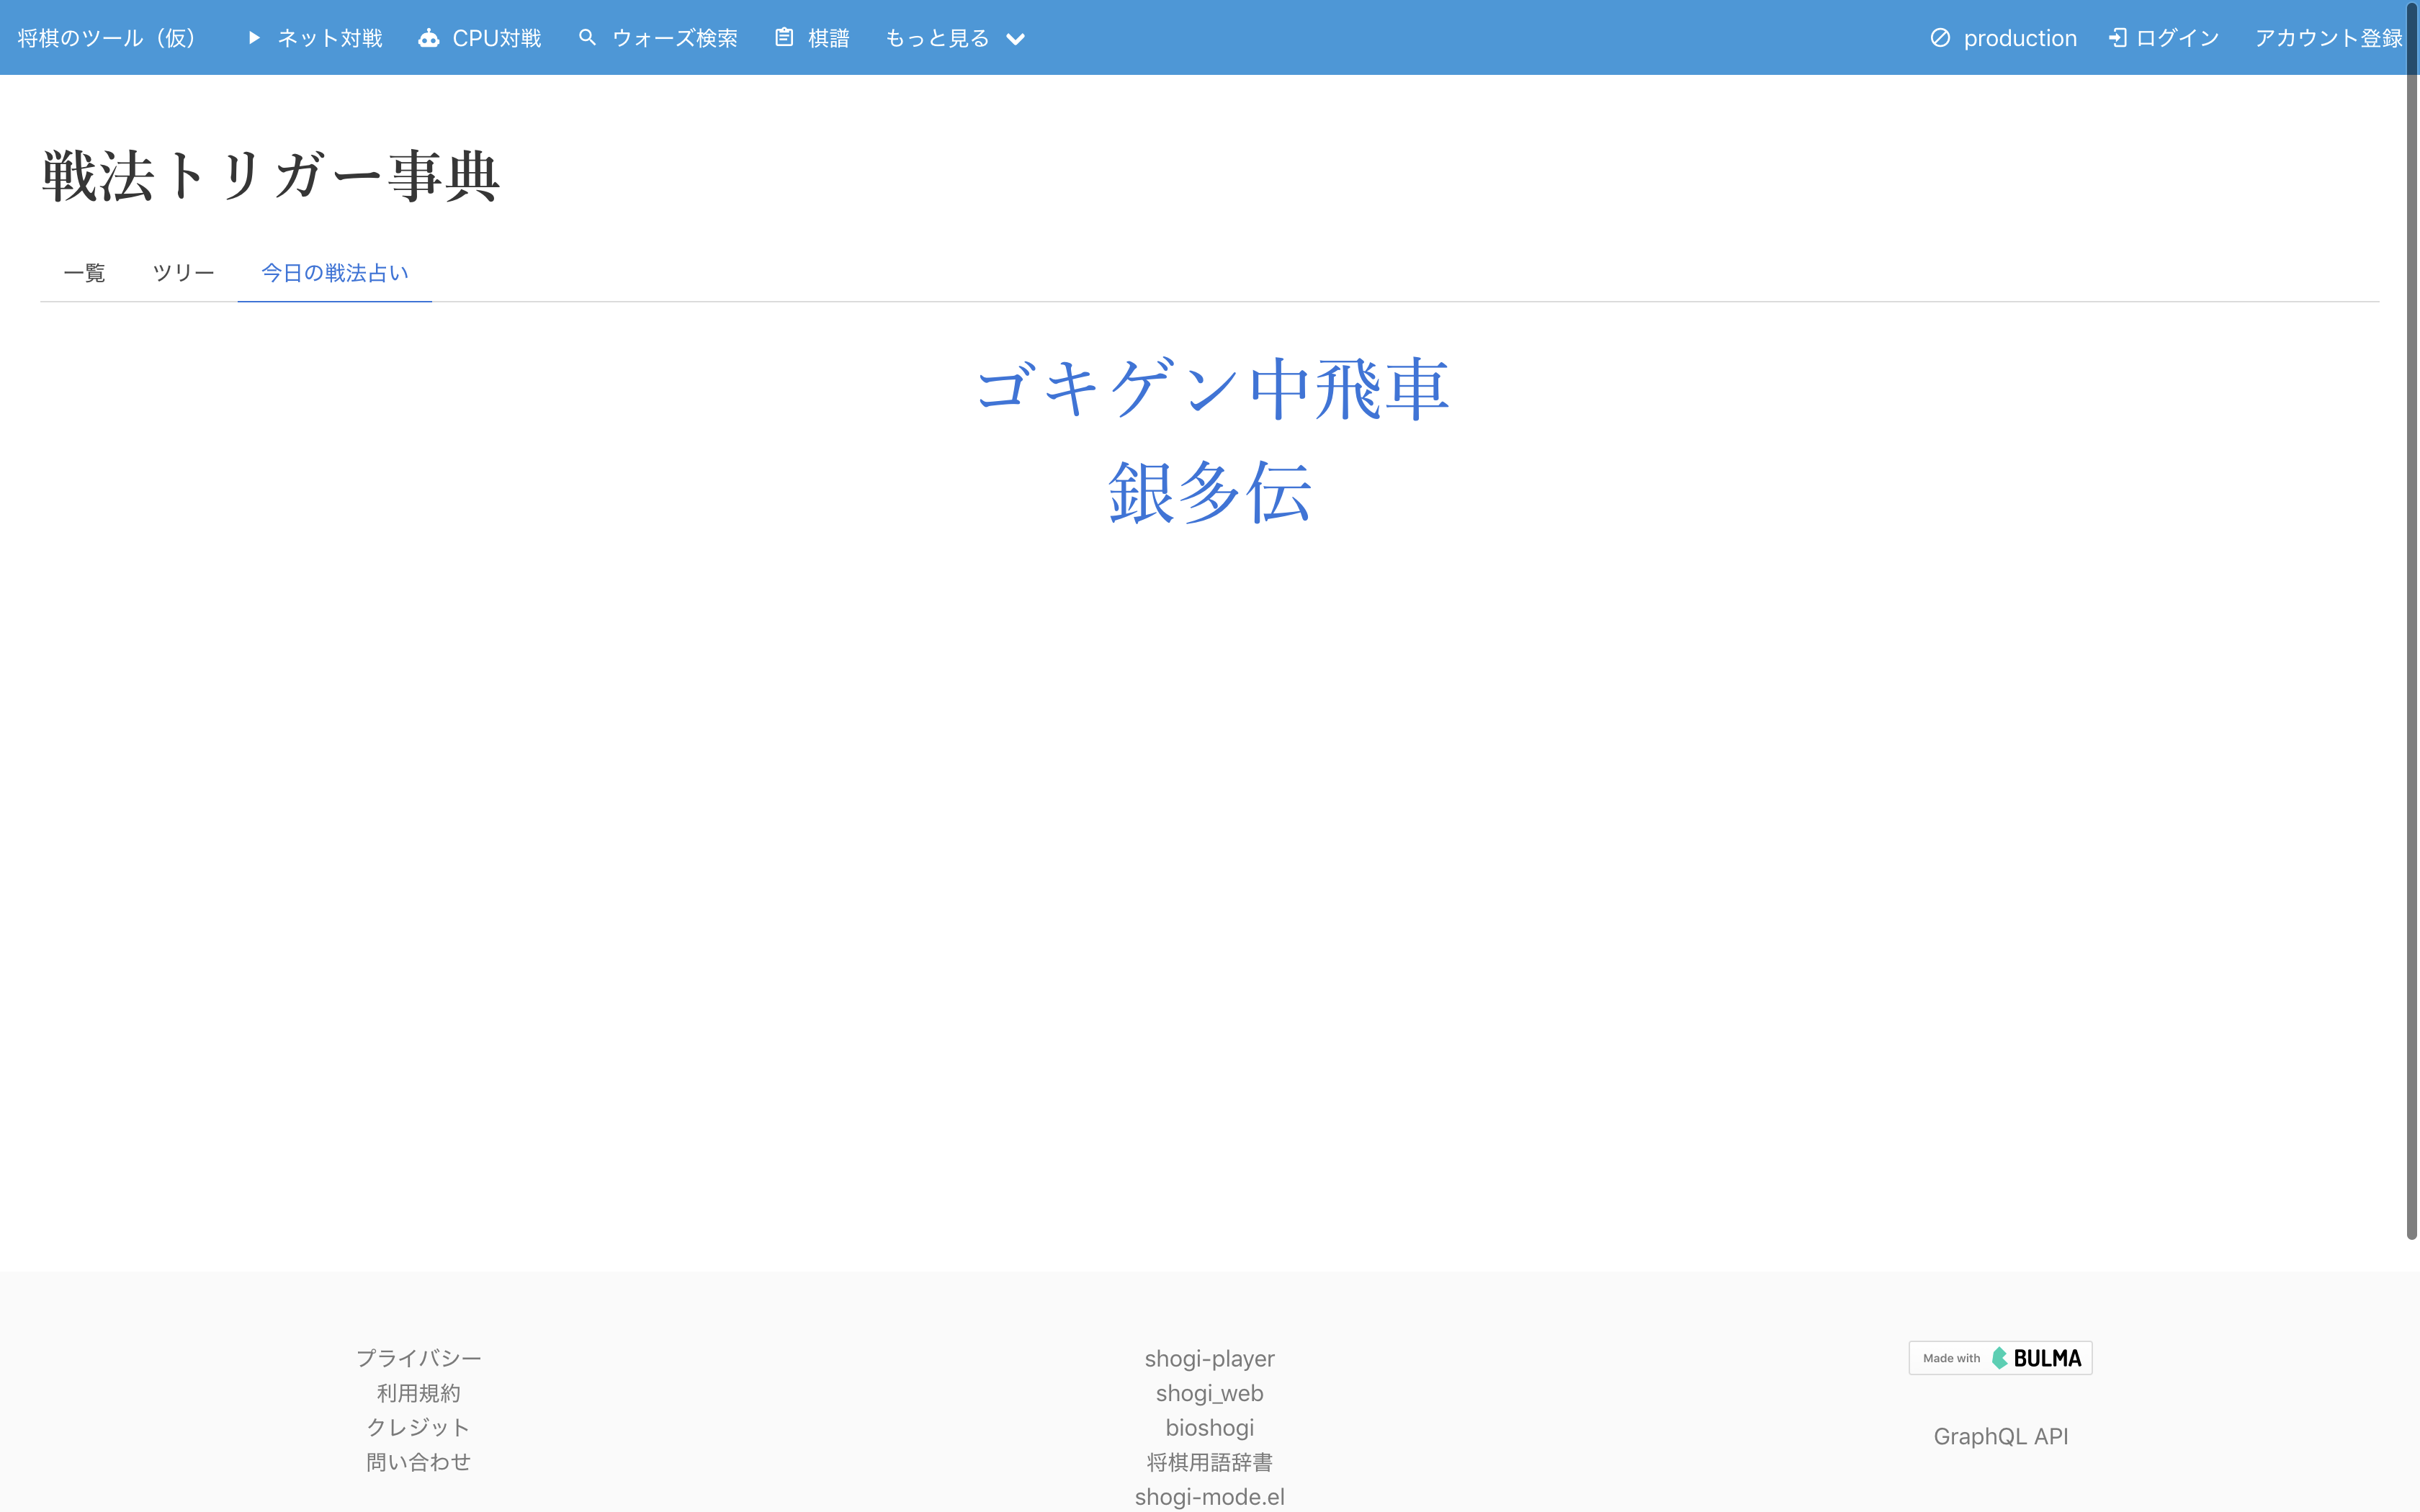 将棋のツール（仮） ネット対戦 CPU対戦 ウォーズ検索 棋譜 もっと見る production ログイン アカウント登録
戦法トリガー事典
一覧 ツリー 今日の戦法占い
ゴキゲン中飛車
銀多伝
プライバシー
利用規約
クレジット
問い合わせ
shogi-player
shogi_web
bioshogi
将棋用語辞書
shogi-mode.el
Made with BULMA
GraphQL API